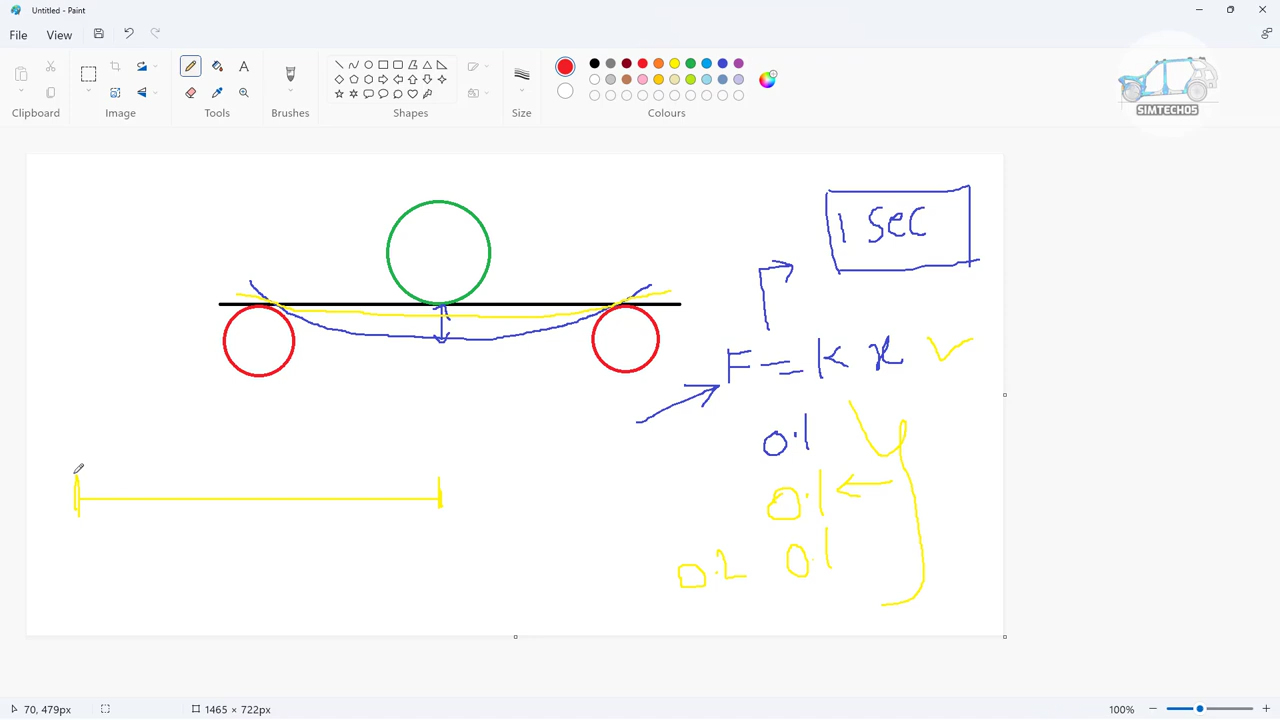 Untitled - Paint
File View
Clipboard
Image
Tools
Brushes
Shapes
Size
Colours
SIMTECH05
1 Sec
F = k x
0.1
0.1
0.2 0.1
70, 479px
1465 × 722px
100%